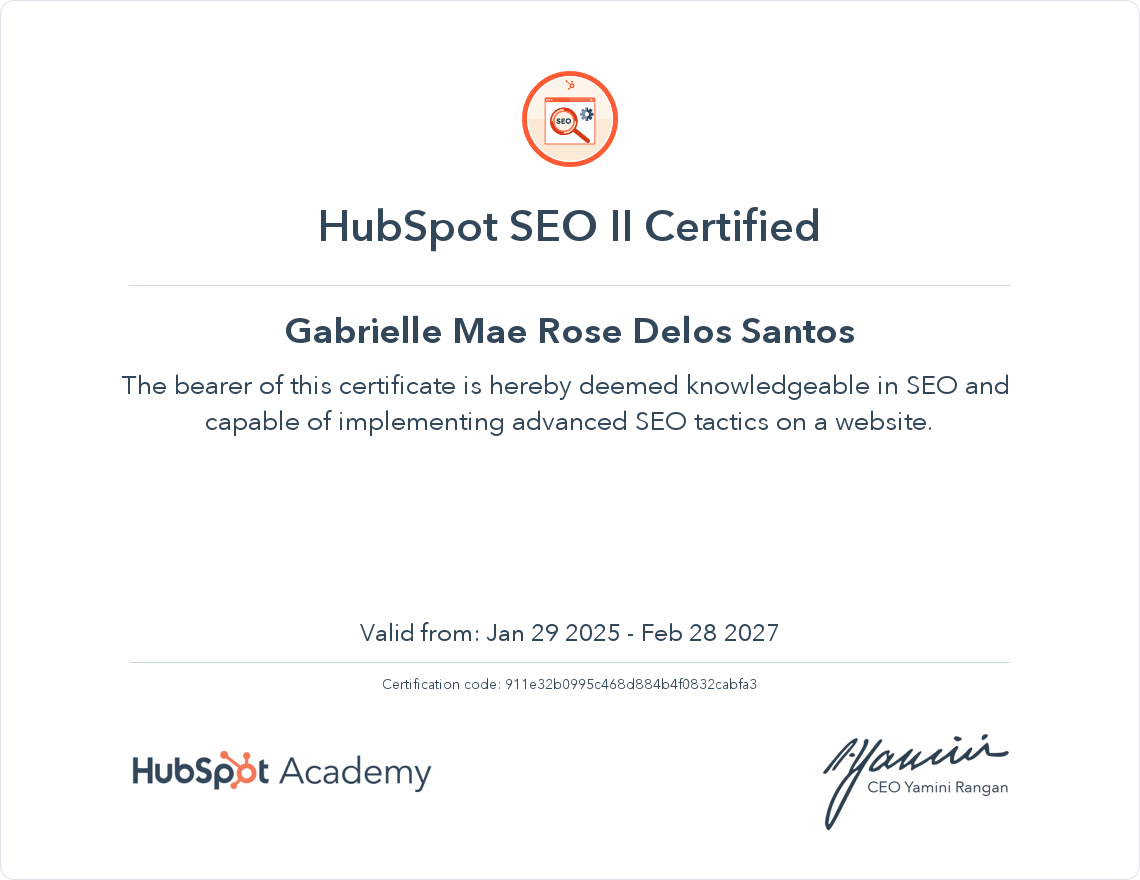 SEO
HubSpot SEO II Certified
Gabrielle Mae Rose Delos Santos
The bearer of this certificate is hereby deemed knowledgeable in SEO and
capable of implementing advanced SEO tactics on a website.
Valid from: Jan 29 2025 - Feb 28 2027
Certification code: 911e32b0995c468d884b4f0832cabfa3
HubSpot Academy
CEO Yamini Rangan